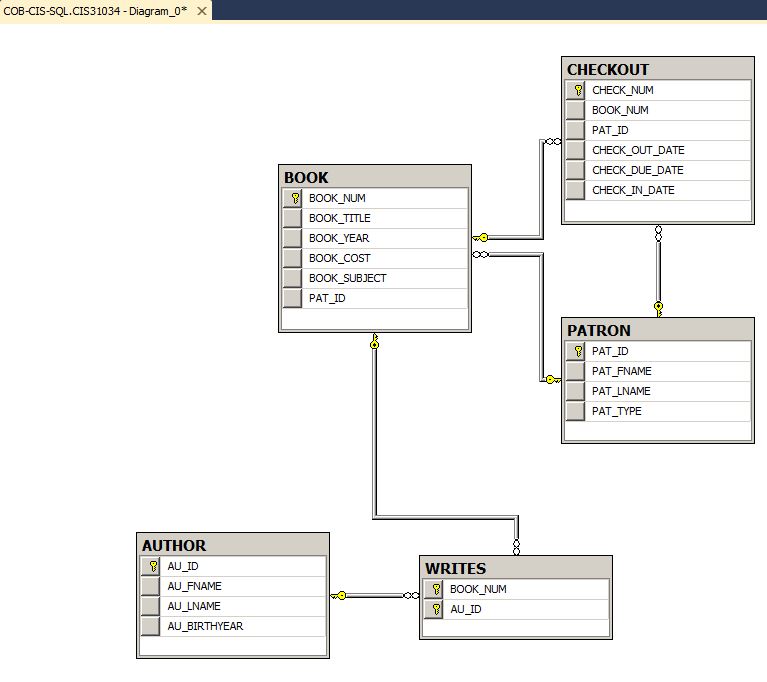 COB-CIS-SQL.CIS31034 - Diagram_0*
CHECKOUT
CHECK_NUM
BOOK_NUM
PAT_ID
CHECK_OUT_DATE
CHECK_DUE_DATE
CHECK_IN_DATE
BOOK
BOOK_NUM
BOOK_TITLE
BOOK_YEAR
BOOK_COST
BOOK_SUBJECT
PAT_ID
PATRON
PAT_ID
PAT_FNAME
PAT_LNAME
PAT_TYPE
AUTHOR
AU_ID
AU_FNAME
AU_LNAME
AU_BIRTHYEAR
WRITES
BOOK_NUM
AU_ID